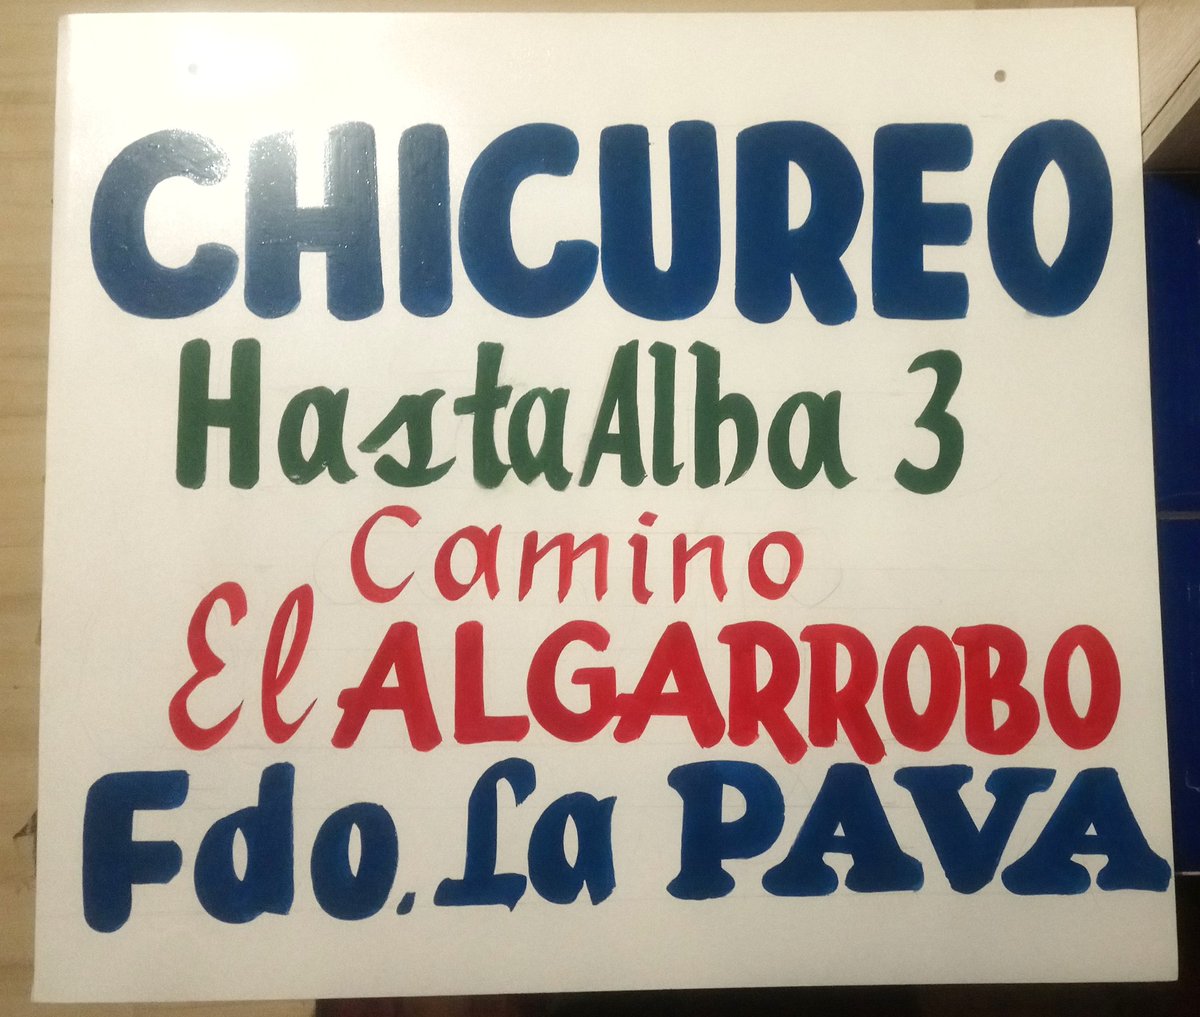 CHICUREO
Hasta Alba 3
Camino
El ALGARROBO
Fdo. La PAVA